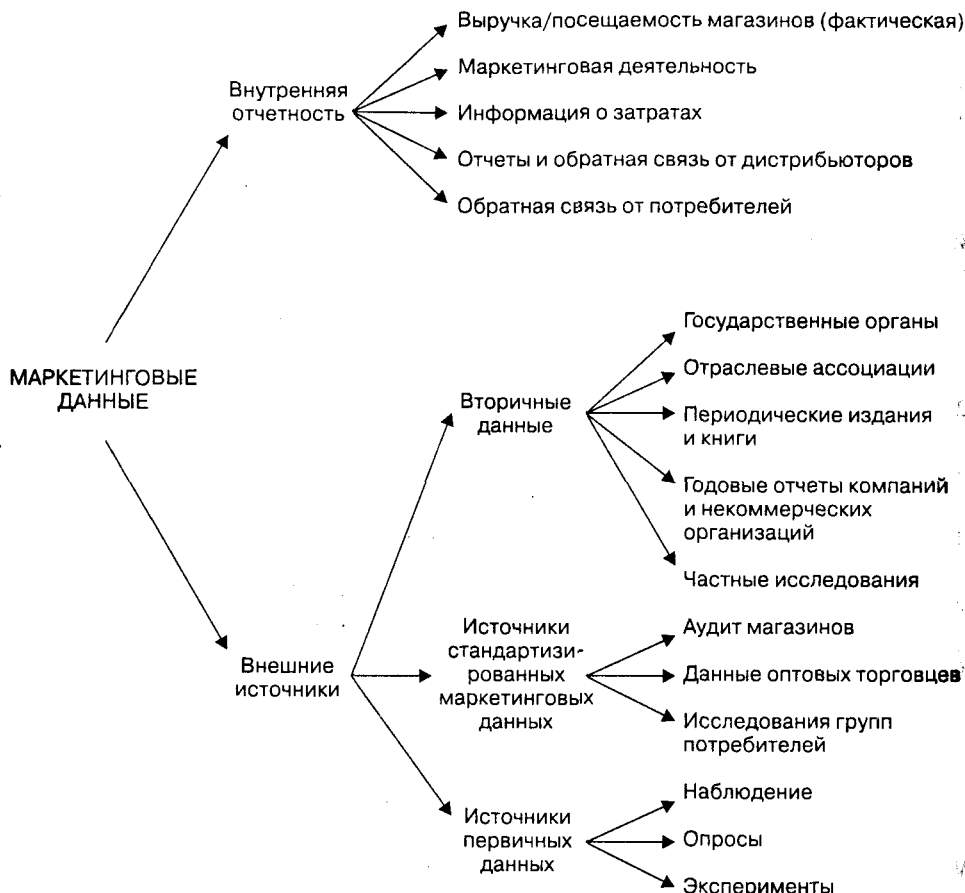 Выручка/посещаемость магазинов (фактическая)
Маркетинговая деятельность
Внутренняя
отчетность
Информация о затратах
Отчеты и обратная связь от дистрибьюторов
Обратная связь от потребителей
МАРКЕТИНГОВЫЕ
ДАННЫЕ
Государственные органы
Отраслевые ассоциации
Вторичные
данные
Периодические издания
и книги
Годовые отчеты компаний
и некоммерческих
организаций
Частные исследования
Внешние
источники
Источники
стандартизи-
рованных
маркетинговых
данных
Аудит магазинов
Данные оптовых торговцев
Исследования групп
потребителей
Источники
первичных
данных
Наблюдение
Опросы
Эксперименты